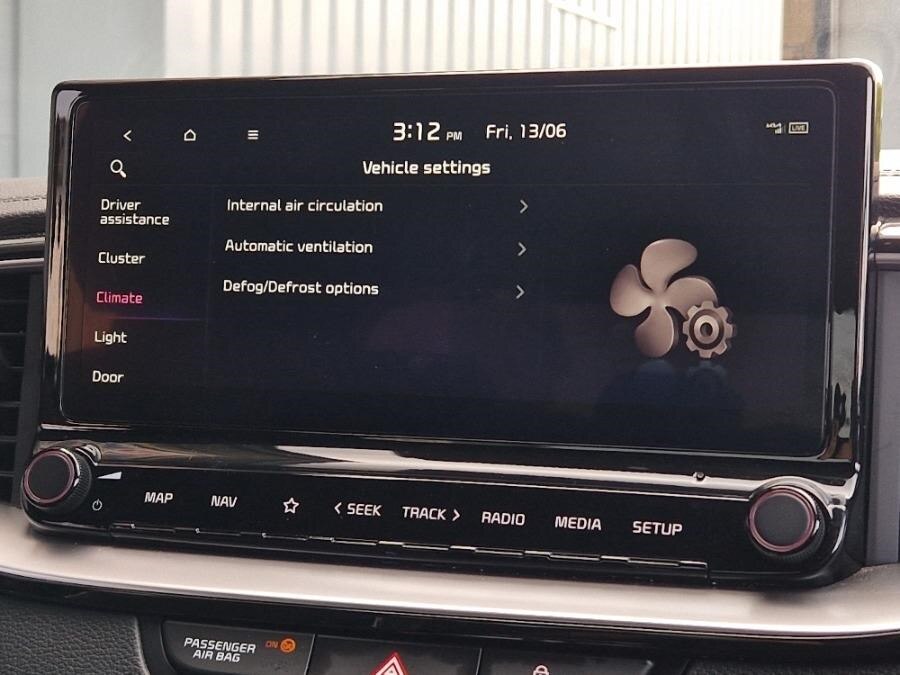 3:12 PM Fri, 13/06
LIVE
Vehicle settings
Driver
assistance
Cluster
Climate
Light
Door
Internal air circulation
Automatic ventilation
Defog/Defrost options
MAP NAV SEEK TRACK RADIO MEDIA SETUP
PASSENGER
AIR BAG
ON